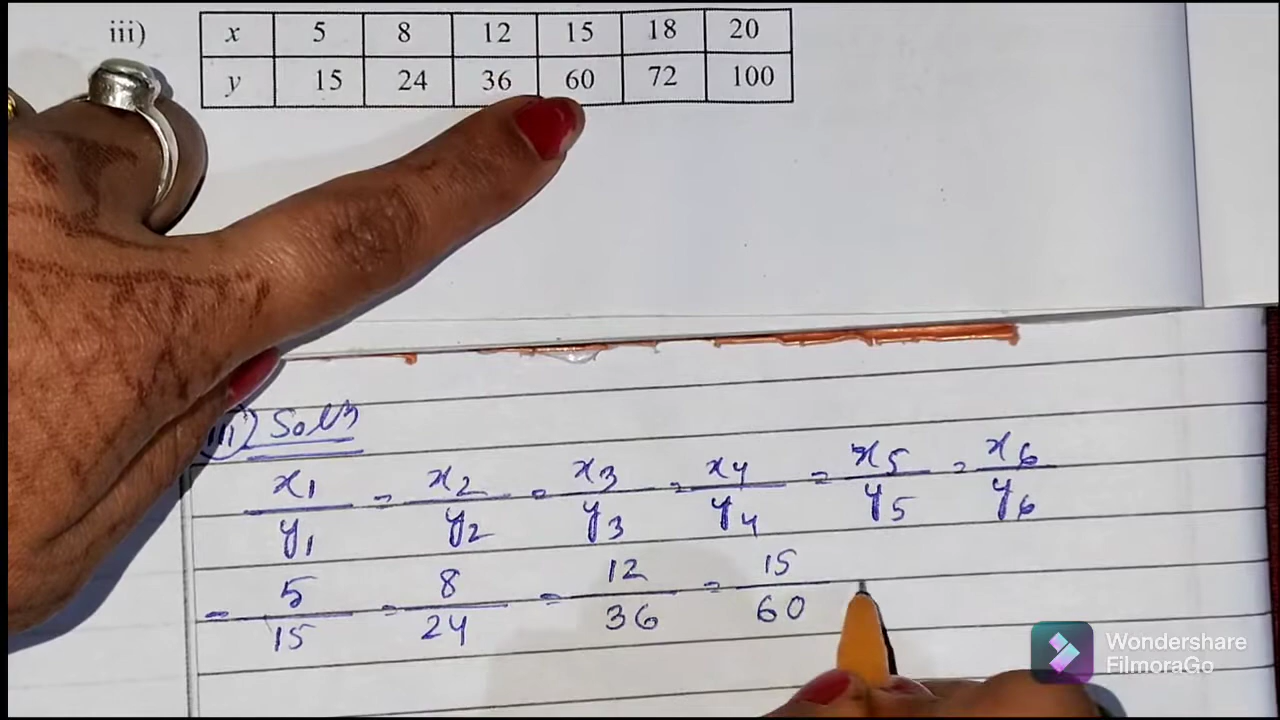 iii) x 5 8 12 15 18 20
y 15 24 36 60 72 100
iii) Soln
x1/y1 = x2/y2 = x3/y3 = x4/y4 = x5/y5 = x6/y6
= 5/15 = 8/24 = 12/36 = 15/60
Wondershare
FilmoraGo